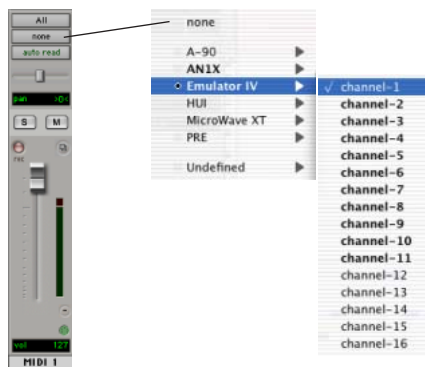 All
none
auto read
pan >0<
S M
rec
vol 127
MIDI 1
none
A-90
AN1X
Emulator IV
HUI
MicroWave XT
PRE
Undefined
channel-1
channel-2
channel-3
channel-4
channel-5
channel-6
channel-7
channel-8
channel-9
channel-10
channel-11
channel-12
channel-13
channel-14
channel-15
channel-16